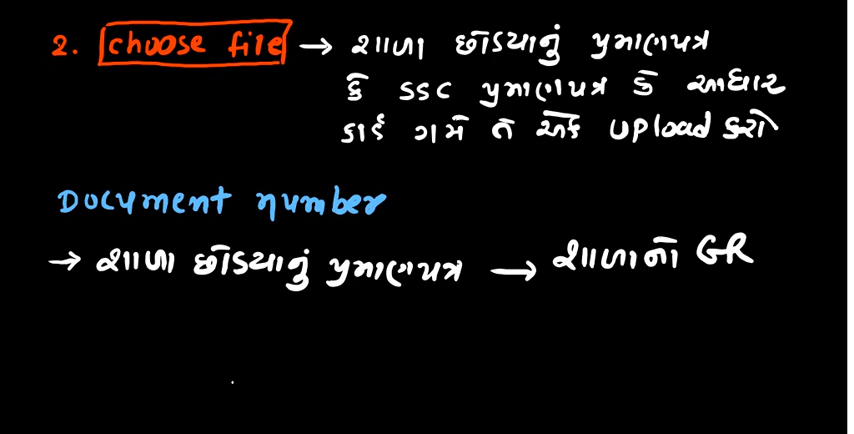 2. choose file → શાળા છોડયાનું પ્રમાણપત્ર
કે SSC પ્રમાણપત્ર કે આધાર
કાર્ડ ગમે તે એક upload કરો
Document number
→ શાળા છોડયાનું પ્રમાણપત્ર → શાળાનો GR